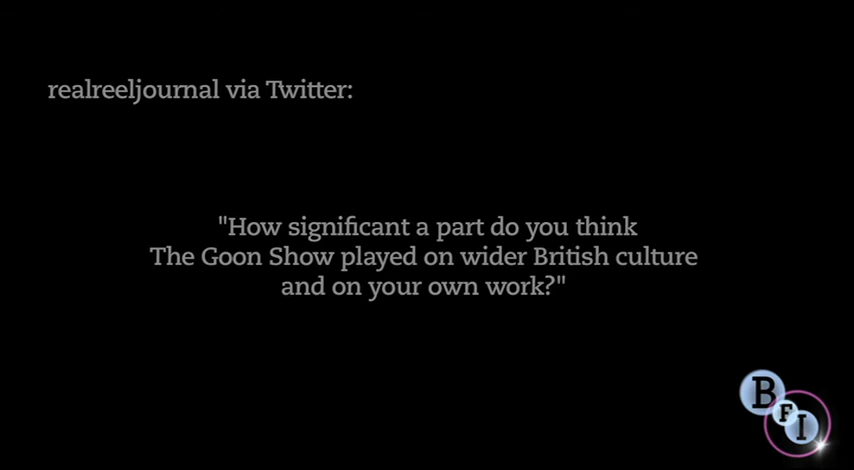 realreeljournal via Twitter:
"How significant a part do you think
The Goon Show played on wider British culture
and on your own work?"
BFI